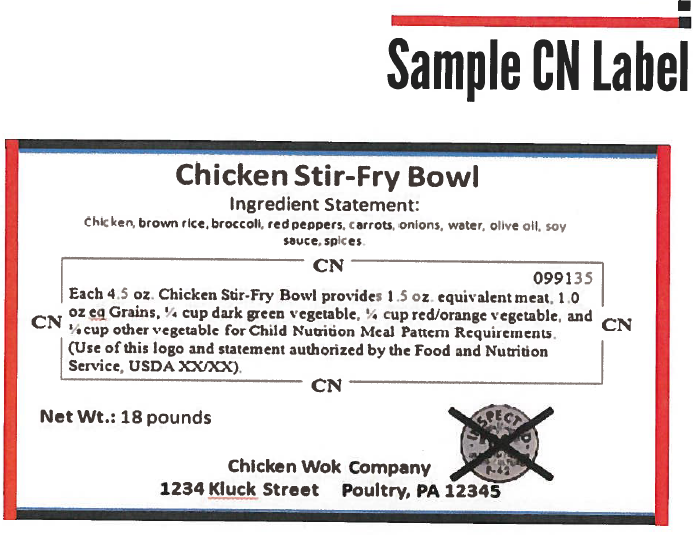 Sample CN Label
Chicken Stir-Fry Bowl
Ingredient Statement:
Chicken, brown rice, broccoli, red peppers, carrots, onions, water, olive oil, soy
sauce, spices.
CN
099135
Each 4.5 oz. Chicken Stir-Fry Bowl provides 1.5 oz. equivalent meat, 1.0
oz eq Grains, ¼ cup dark green vegetable, ¼ cup red/orange vegetable, and
CN ⅛ cup other vegetable for Child Nutrition Meal Pattern Requirements. CN
(Use of this logo and statement authorized by the Food and Nutrition
Service, USDA XX/XX).
CN
Net Wt.: 18 pounds
INSPECTED
Chicken Wok Company
1234 Kluck Street Poultry, PA 12345